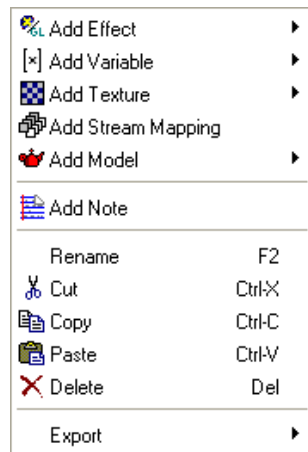 Add Effect
[×] Add Variable
Add Texture
Add Stream Mapping
Add Model
Add Note
Rename F2
Cut Ctrl-X
Copy Ctrl-C
Paste Ctrl-V
Delete Del
Export